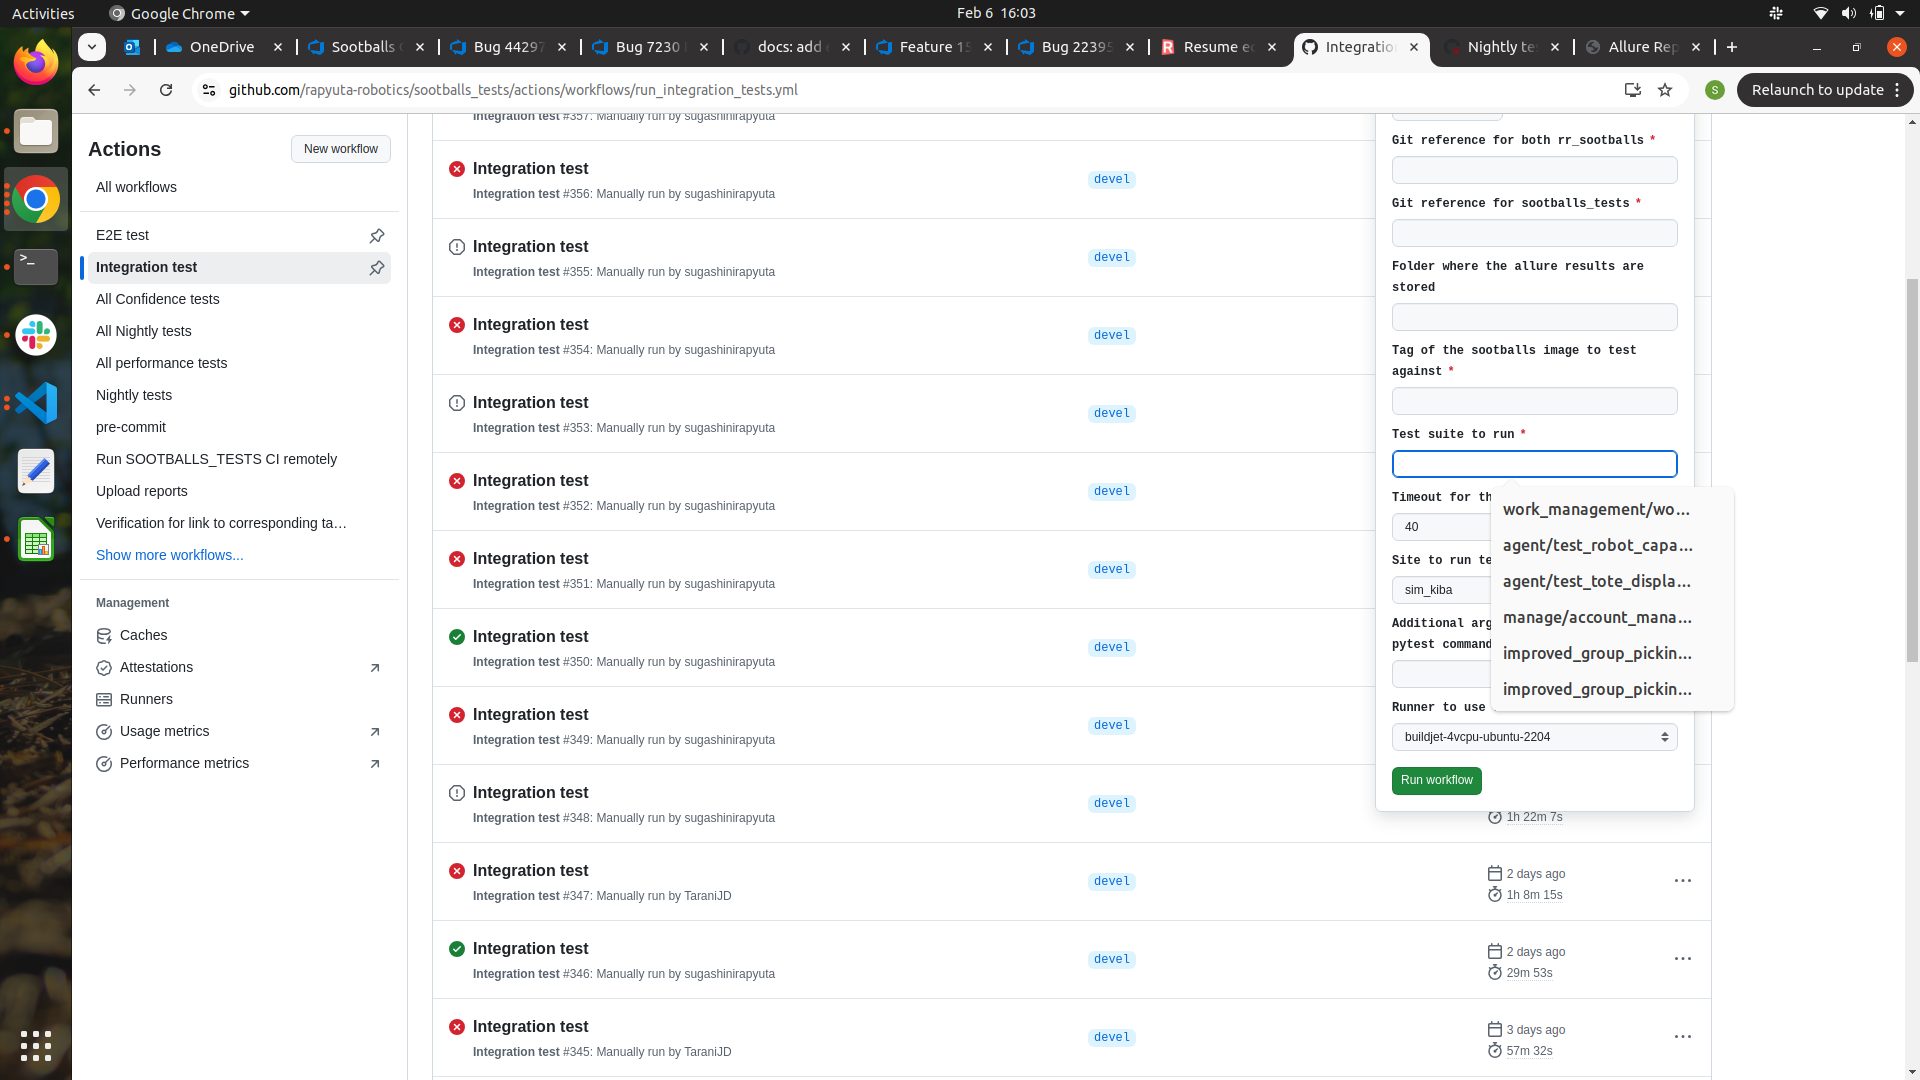 Activities
Google Chrome
Feb 6 16:03
OneDrive
Sootballs
Bug 44297
Bug 7230
docs: add
Feature 15
Bug 22395
Resume
Integration
Nightly te
Allure Rep
github.com/rapyuta-robotics/sootballs_tests/actions/workflows/run_integration_tests.yml
S
Relaunch to update
Actions
New workflow
All workflows
E2E test
Integration test
All Confidence tests
All Nightly tests
All performance tests
Nightly tests
pre-commit
Run SOOTBALLS_TESTS CI remotely
Upload reports
Verification for link to corresponding ta…
Show more workflows...
Management
Caches
Attestations
Runners
Usage metrics
Performance metrics
Integration test #357: Manually run by sugashinirapyuta
Integration test
Integration test #356: Manually run by sugashinirapyuta
devel
Integration test
Integration test #355: Manually run by sugashinirapyuta
devel
Integration test
Integration test #354: Manually run by sugashinirapyuta
devel
Integration test
Integration test #353: Manually run by sugashinirapyuta
devel
Integration test
Integration test #352: Manually run by sugashinirapyuta
devel
Integration test
Integration test #351: Manually run by sugashinirapyuta
devel
Integration test
Integration test #350: Manually run by sugashinirapyuta
devel
Integration test
Integration test #349: Manually run by sugashinirapyuta
devel
Integration test
Integration test #348: Manually run by sugashinirapyuta
devel
1h 22m 7s
Integration test
Integration test #347: Manually run by TaraniJD
devel
2 days ago
1h 8m 15s
Integration test
Integration test #346: Manually run by sugashinirapyuta
devel
2 days ago
29m 53s
Integration test
Integration test #345: Manually run by TaraniJD
devel
3 days ago
57m 32s
Git reference for both rr_sootballs *
Git reference for sootballs_tests *
Folder where the allure results are
stored
Tag of the sootballs image to test
against *
Test suite to run *
Timeout for th
40
Site to run te
sim_kiba
Additional arg
pytest command
Runner to use
buildjet-4vcpu-ubuntu-2204
Run workflow
work_management/wo...
agent/test_robot_capa...
agent/test_tote_displa...
manage/account_mana...
improved_group_pickin...
improved_group_pickin...